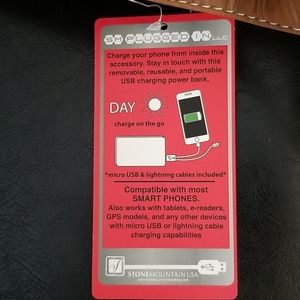 SM PLUGGED IN LLC
Charge your phone from inside this
accessory. Stay in touch with this
removable, reusable, and portable
USB charging power bank.
DAY
charge on the go
*micro USB & lightning cables included*
Compatible with most
SMART PHONES.
Also works with tablets, e-readers,
GPS models, and any other devices
with micro USB or lightning cable
charging capabilities
STONEMOUNTAINUSA